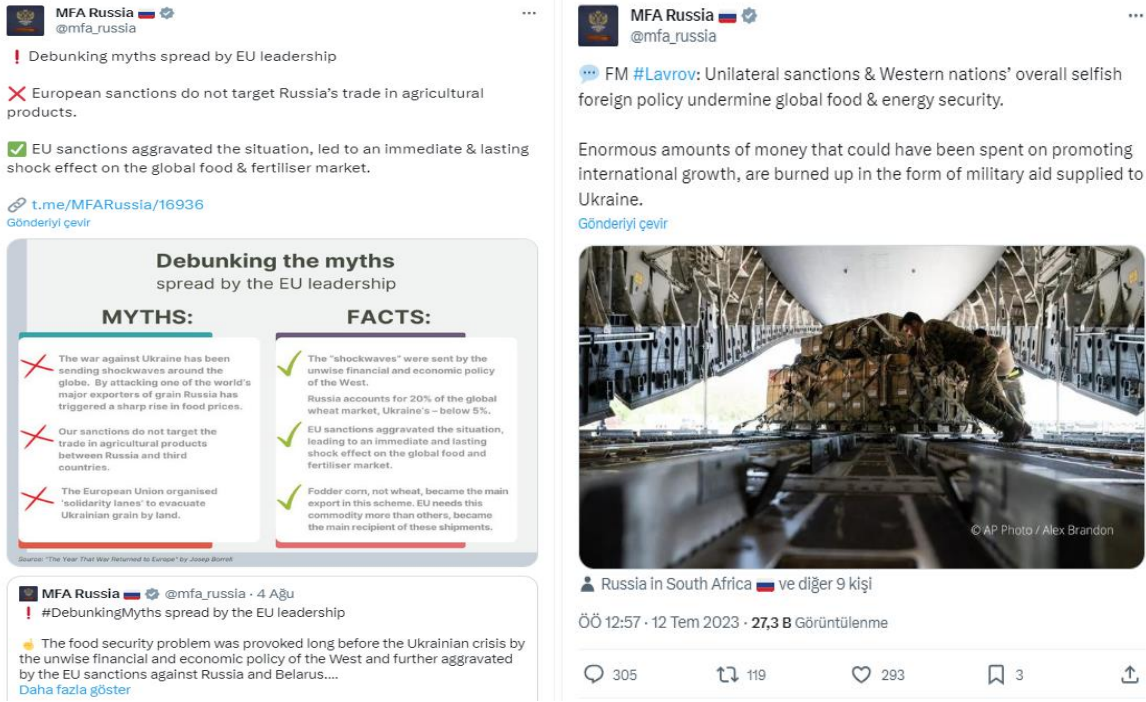 MFA Russia
@mfa_russia
Debunking myths spread by EU leadership
European sanctions do not target Russia's trade in agricultural
products.
EU sanctions aggravated the situation, led to an immediate & lasting
shock effect on the global food & fertiliser market.
t.me/MFARussia/16936
Gönderiyi çevir
Debunking the myths
spread by the EU leadership
MYTHS:
The war against Ukraine has been
sending shockwaves around the
globe. By attacking one of the world's
major exporters of grain Russia has
triggered a sharp rise in food prices.
Our sanctions do not target the
trade in agricultural products
between Russia and third
countries.
The European Union organised
'solidarity lanes' to evacuate
Ukrainian grain by land.
FACTS:
The "shockwaves" were sent by the
unwise financial and economic policy
of the West.
Russia accounts for 20% of the global
wheat market, Ukraine's – below 5%.
EU sanctions aggravated the situation,
leading to an immediate and lasting
shock effect on the global food and
fertiliser market.
Fodder corn, not wheat, became the main
export in this scheme. EU needs this
commodity more than others, became
the main recipient of these shipments.
Source: "The Year That War Returned to Europe" by Josep Borrell
MFA Russia @mfa_russia · 4 Ağu
#DebunkingMyths spread by the EU leadership
The food security problem was provoked long before the Ukrainian crisis by
the unwise financial and economic policy of the West and further aggravated
by the EU sanctions against Russia and Belarus....
Daha fazla göster
MFA Russia
@mfa_russia
FM #Lavrov: Unilateral sanctions & Western nations' overall selfish
foreign policy undermine global food & energy security.
Enormous amounts of money that could have been spent on promoting
international growth, are burned up in the form of military aid supplied to
Ukraine.
Gönderiyi çevir
© AP Photo / Alex Brandon
Russia in South Africa ve diğer 9 kişi
ÖÖ 12:57 · 12 Tem 2023 · 27,3 B Görüntülenme
305 119 293 3